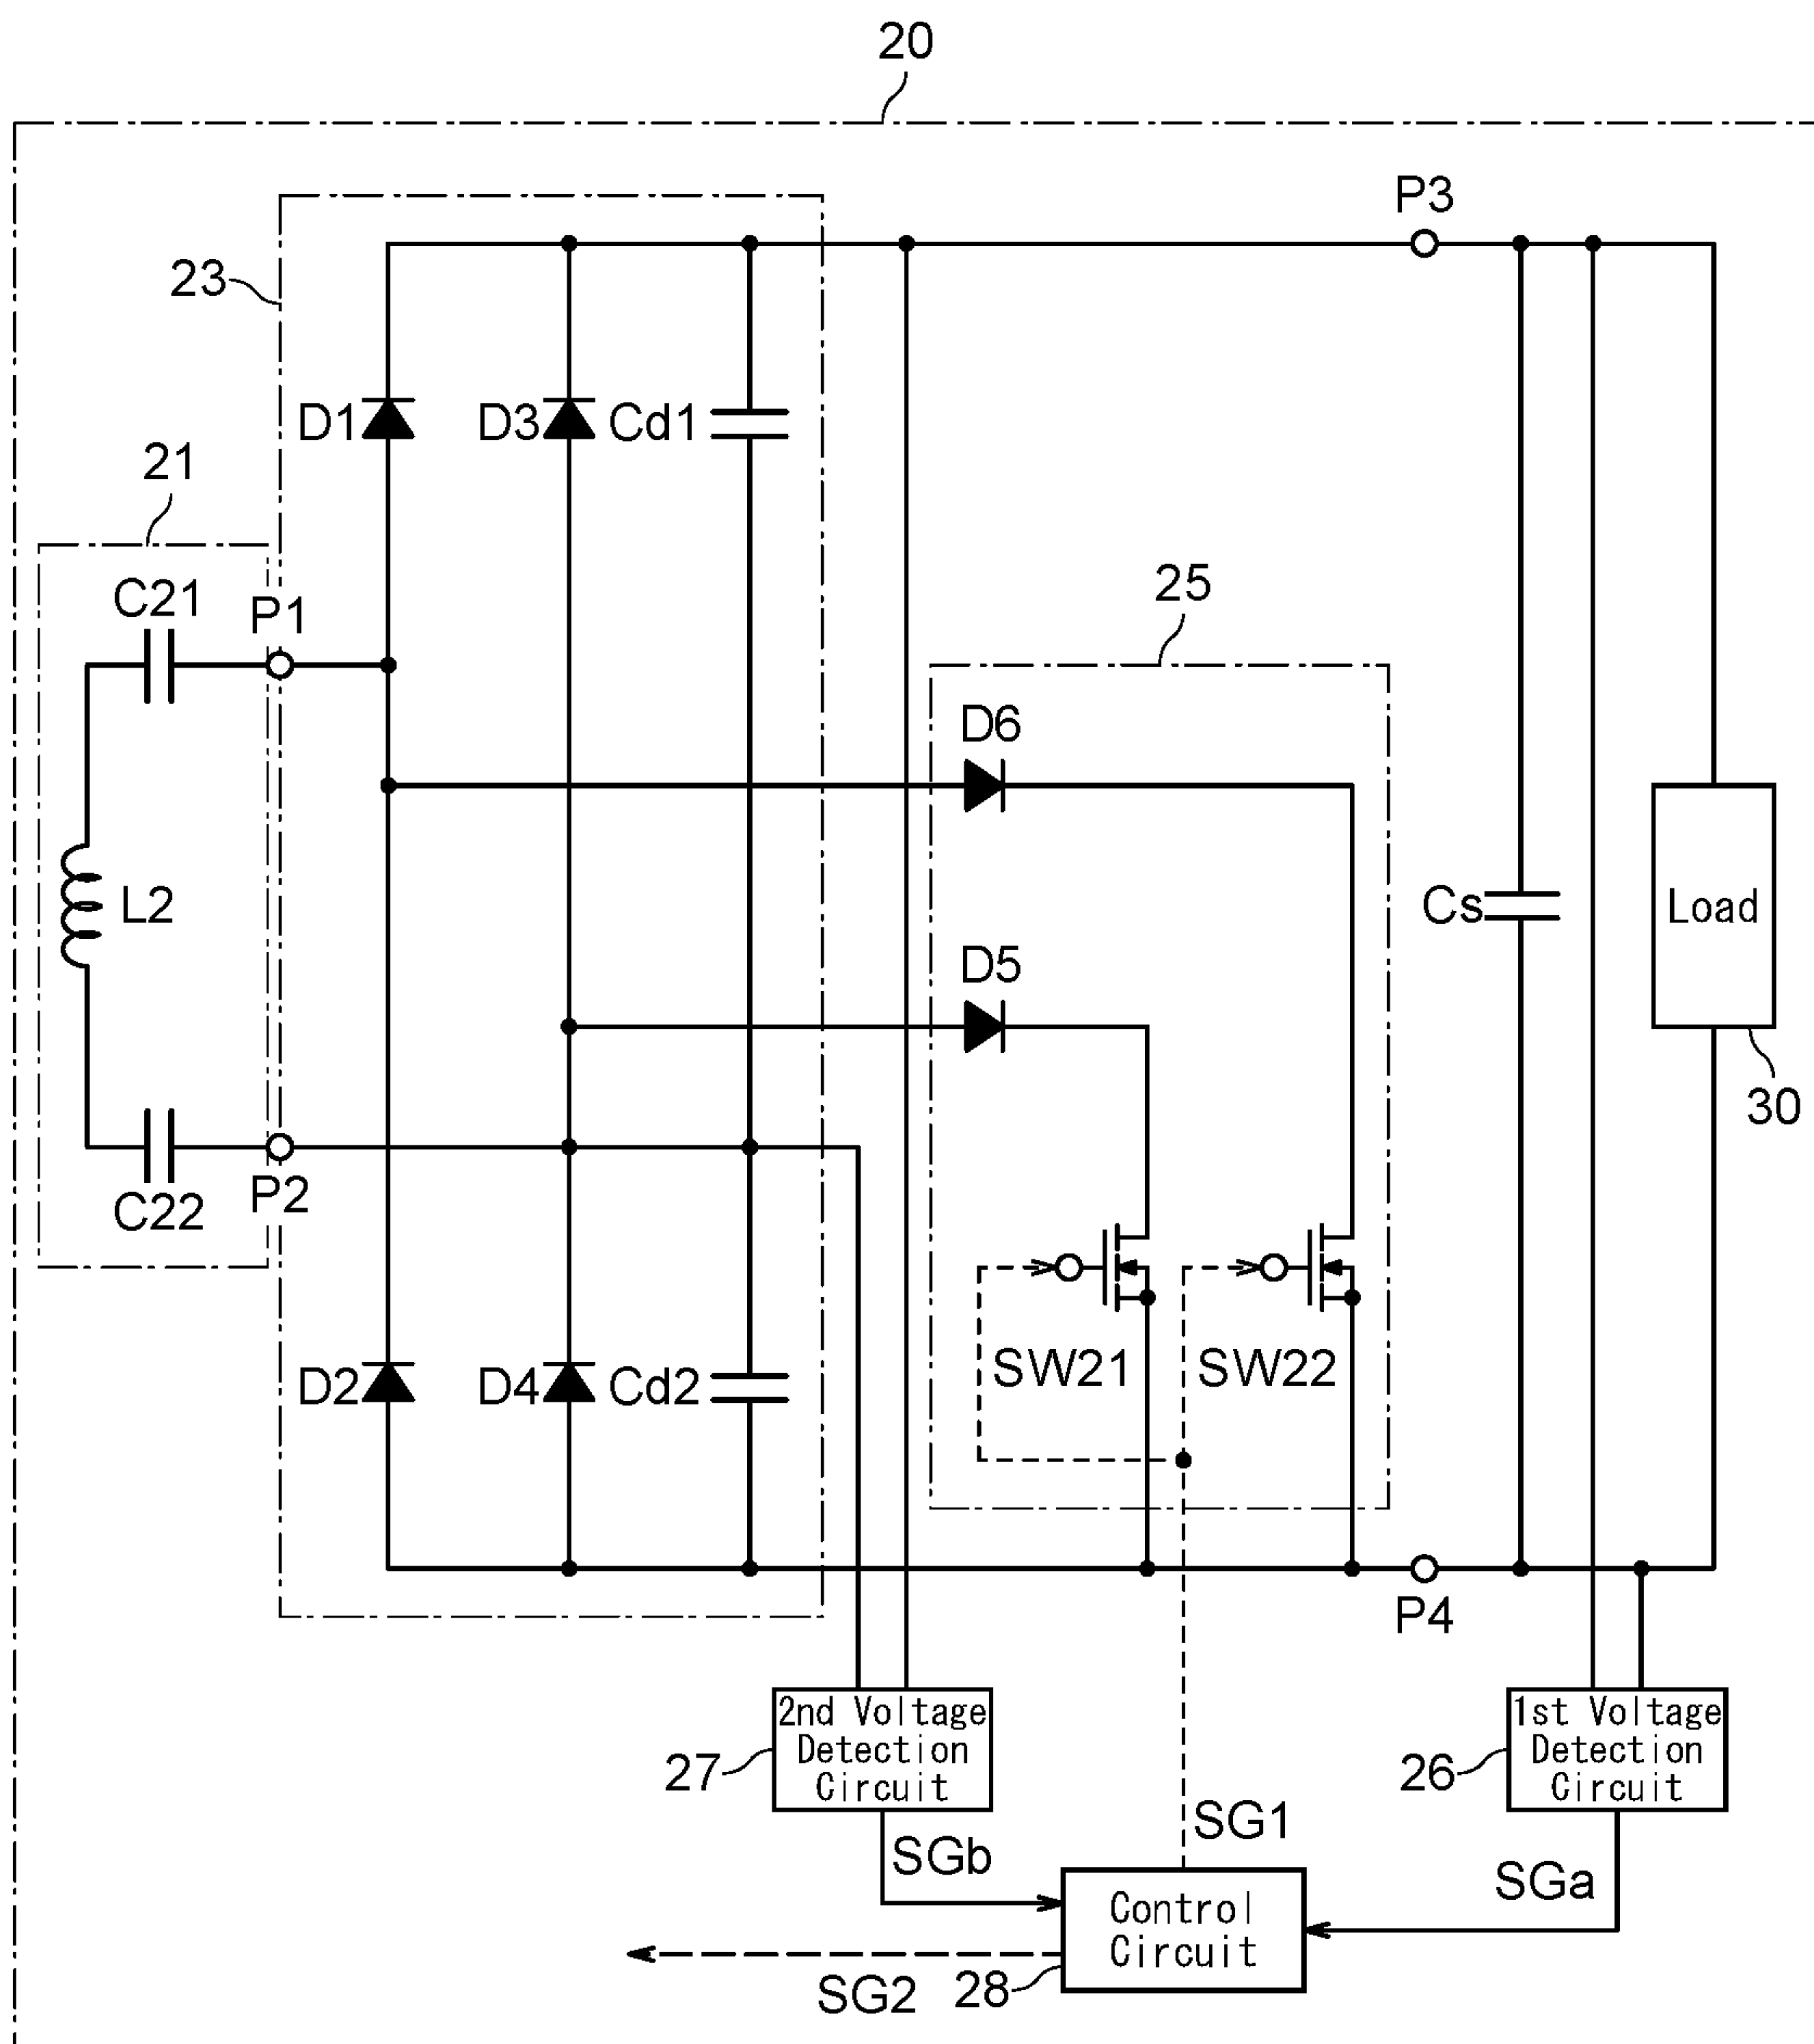 20
P3
23
D1
D3
Cd1
21
C21
P1
25
D6
L2
Cs
Load
D5
30
C22
P2
SW21
SW22
D2
D4
Cd2
P4
2nd Voltage
Detection
Circuit
27
1st Voltage
Detection
Circuit
26
SG1
SGb
SGa
Control
Circuit
28
SG2